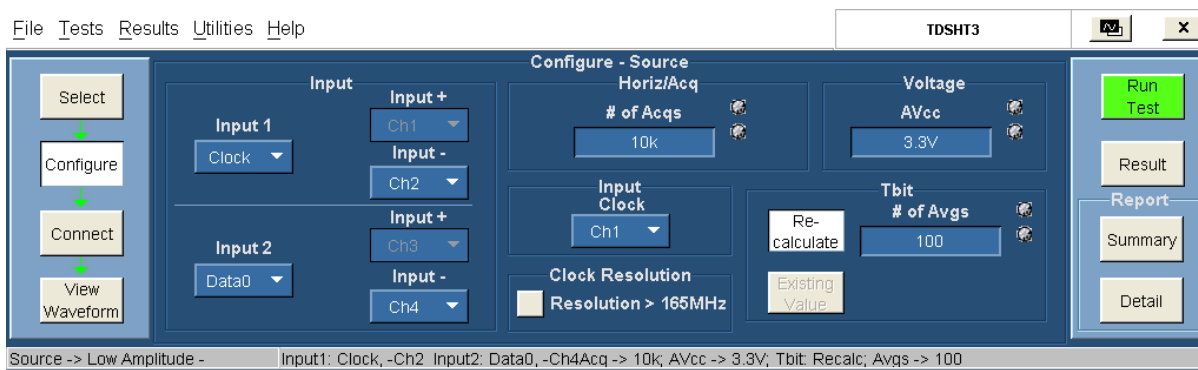 File Tests Results Utilities Help
TDSHT3
X
Select
Configure
Connect
View
Waveform
Configure - Source
Input
Input 1
Clock
Input +
Ch1
Input -
Ch2
Input 2
Data0
Input +
Ch3
Input -
Ch4
Horiz/Acq
# of Acqs
10k
Input
Clock
Ch1
Clock Resolution
Resolution > 165MHz
Voltage
AVcc
3.3V
Tbit
Re-
calculate
Existing
Value
# of Avgs
100
Run
Test
Result
Report
Summary
Detail
Source -> Low Amplitude -
Input1: Clock, -Ch2 Input2: Data0, -Ch4Acq -> 10k; AVcc -> 3.3V; Tbit: Recalc; Avgs -> 100